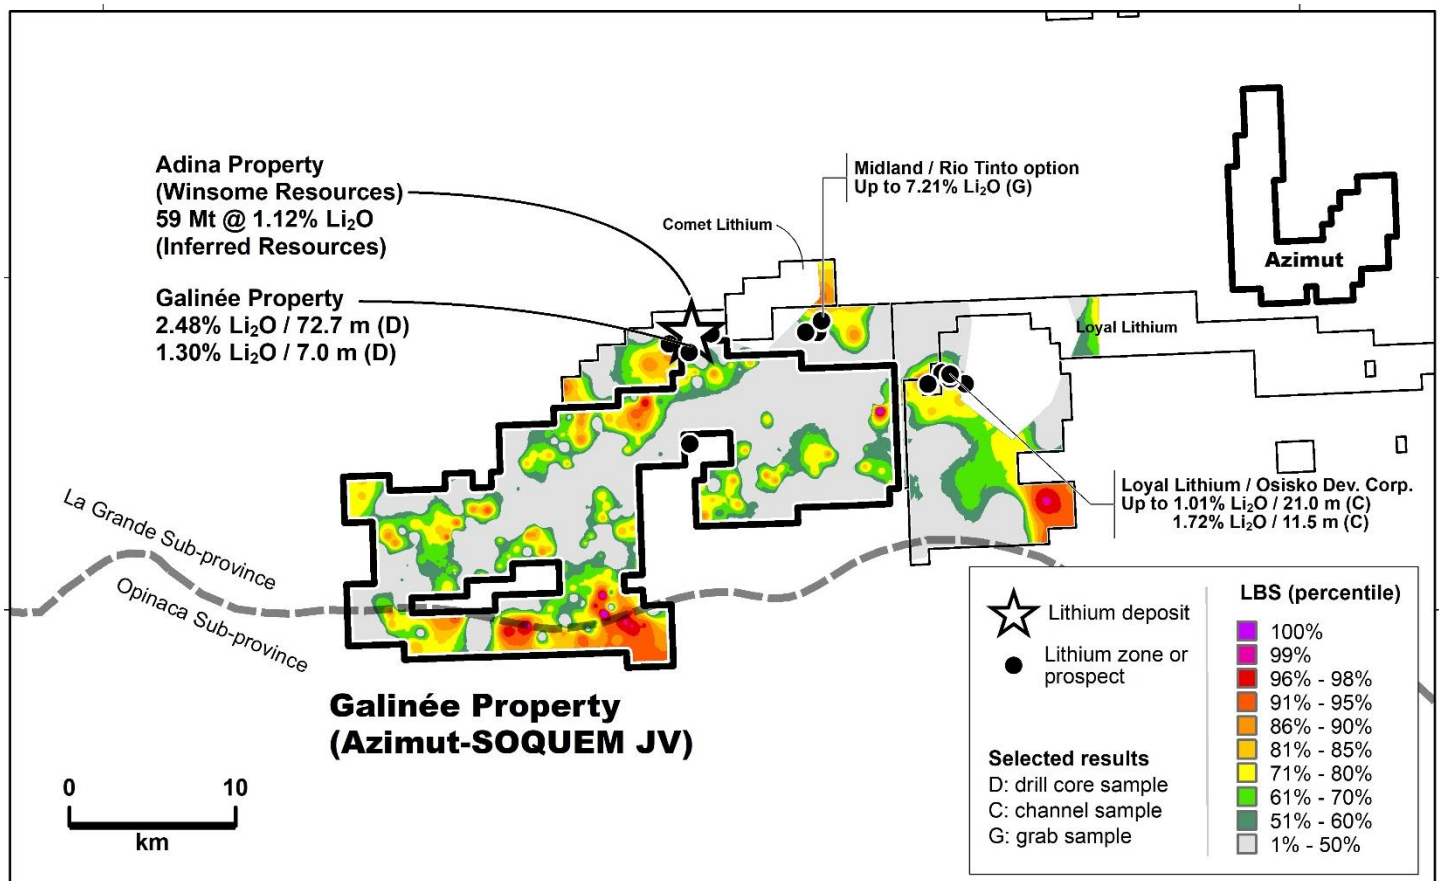 Adina Property
(Winsome Resources)
59 Mt @ 1.12% Li₂O
(Inferred Resources)
Galinée Property
2.48% Li₂O / 72.7 m (D)
1.30% Li₂O / 7.0 m (D)
Midland / Rio Tinto option
Up to 7.21% Li₂O (G)
Comet Lithium
Azimut
Loyal Lithium
Loyal Lithium / Osisko Dev. Corp.
Up to 1.01% Li₂O / 21.0 m (C)
1.72% Li₂O / 11.5 m (C)
La Grande Sub-province
Opinaca Sub-province
Galinée Property
(Azimut-SOQUEM JV)
0 10
km
Lithium deposit
Lithium zone or
prospect
Selected results
D: drill core sample
C: channel sample
G: grab sample
LBS (percentile)
100%
99%
96% - 98%
91% - 95%
86% - 90%
81% - 85%
71% - 80%
61% - 70%
51% - 60%
1% - 50%